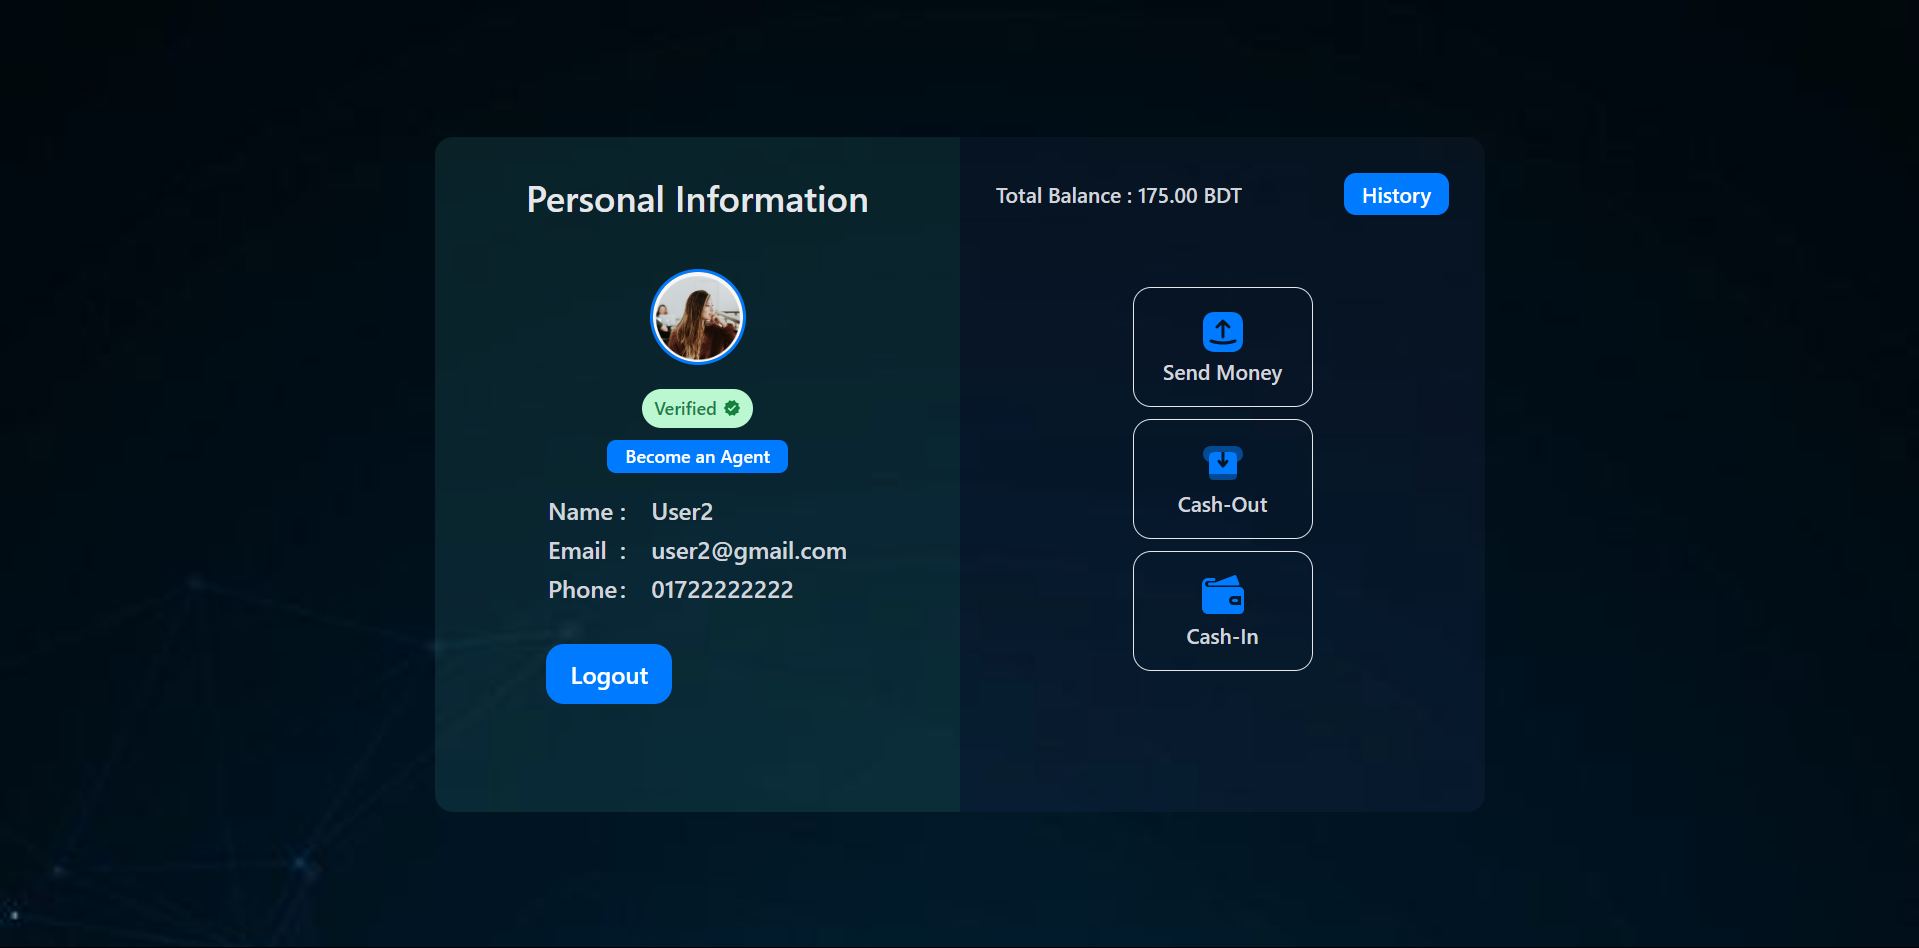 Personal Information
Verified
Become an Agent
Name : User2
Email : user2@gmail.com
Phone : 01722222222
Logout
Total Balance : 175.00 BDT
History
Send Money
Cash-Out
Cash-In